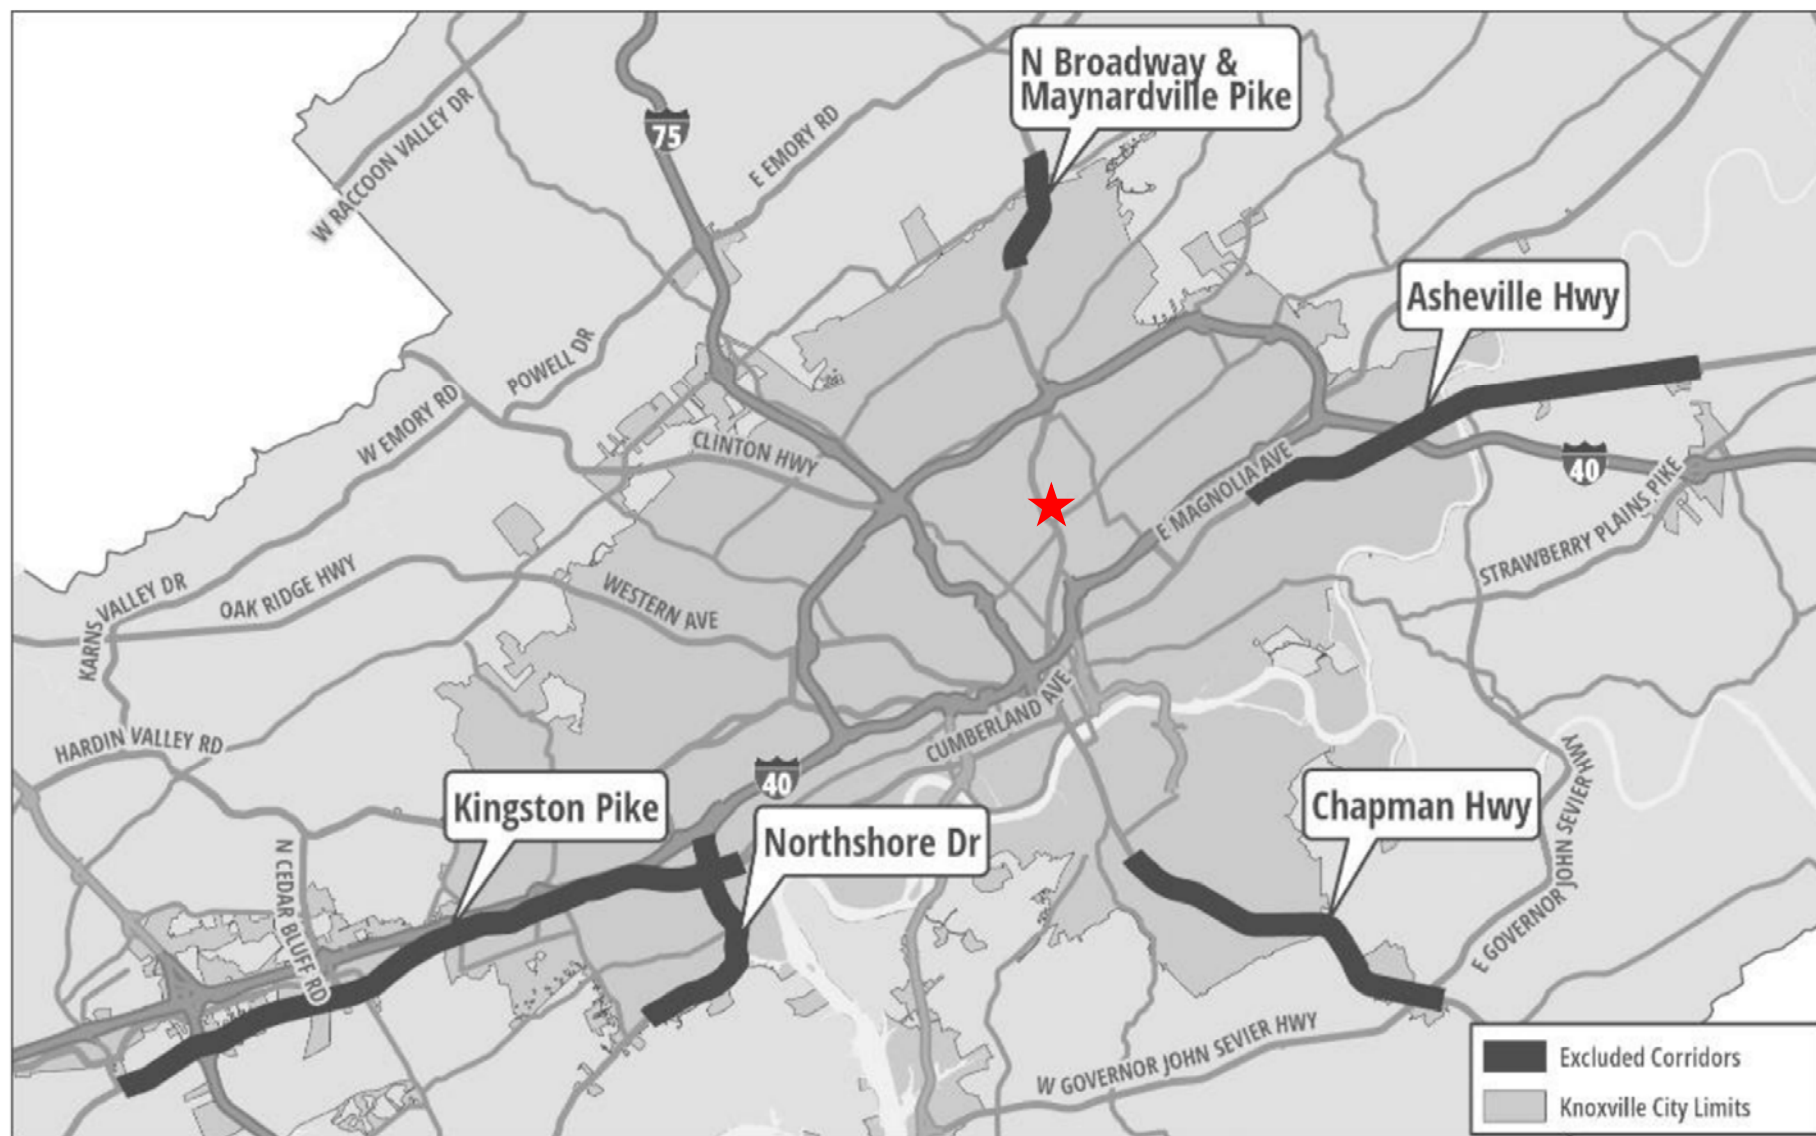 N Broadway &
Maynardville Pike
75
E EMORY RD
W RACCOON VALLEY DR
Asheville Hwy
POWELL DR
W EMORY RD
CLINTON HWY
E MAGNOLIA AVE
40
STRAWBERRY PLAINS PIKE
OAK RIDGE HWY
KARNS VALLEY DR
WESTERN AVE
HARDIN VALLEY RD
CUMBERLAND AVE
40
Kingston Pike
Northshore Dr
Chapman Hwy
N CEDAR BLUFF RD
E GOVERNOR JOHN SEVIER HWY
W GOVERNOR JOHN SEVIER HWY
Excluded Corridors
Knoxville City Limits